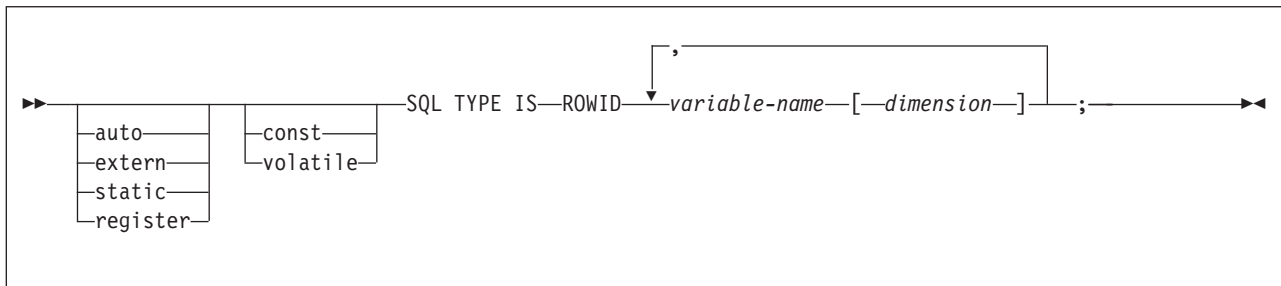 ,
SQL TYPE IS ROWID variable-name [ dimension ] ;
auto const
extern volatile
static
register